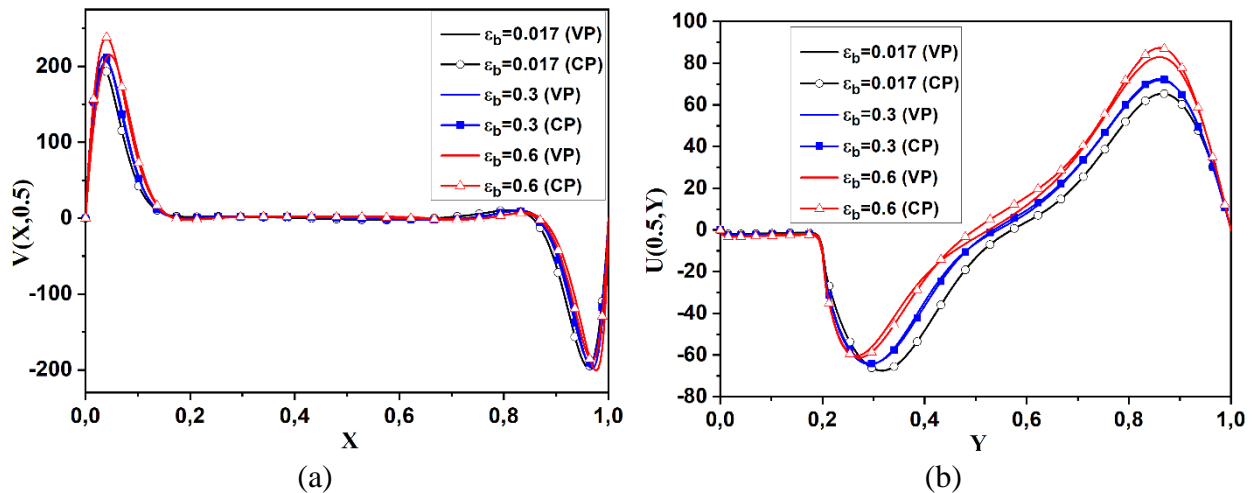 V(X,0.5)
200
100
0
-100
-200
0,0
0,2
0,4
0,6
0,8
1,0
X
εb=0.017 (VP)
εb=0.017 (CP)
εb=0.3 (VP)
εb=0.3 (CP)
εb=0.6 (VP)
εb=0.6 (CP)
(a)
U(0.5,Y)
100
80
60
40
20
0
-20
-40
-60
-80
0,0
0,2
0,4
0,6
0,8
1,0
Y
εb=0.017 (VP)
εb=0.017 (CP)
εb=0.3 (VP)
εb=0.3 (CP)
εb=0.6 (VP)
εb=0.6 (CP)
(b)